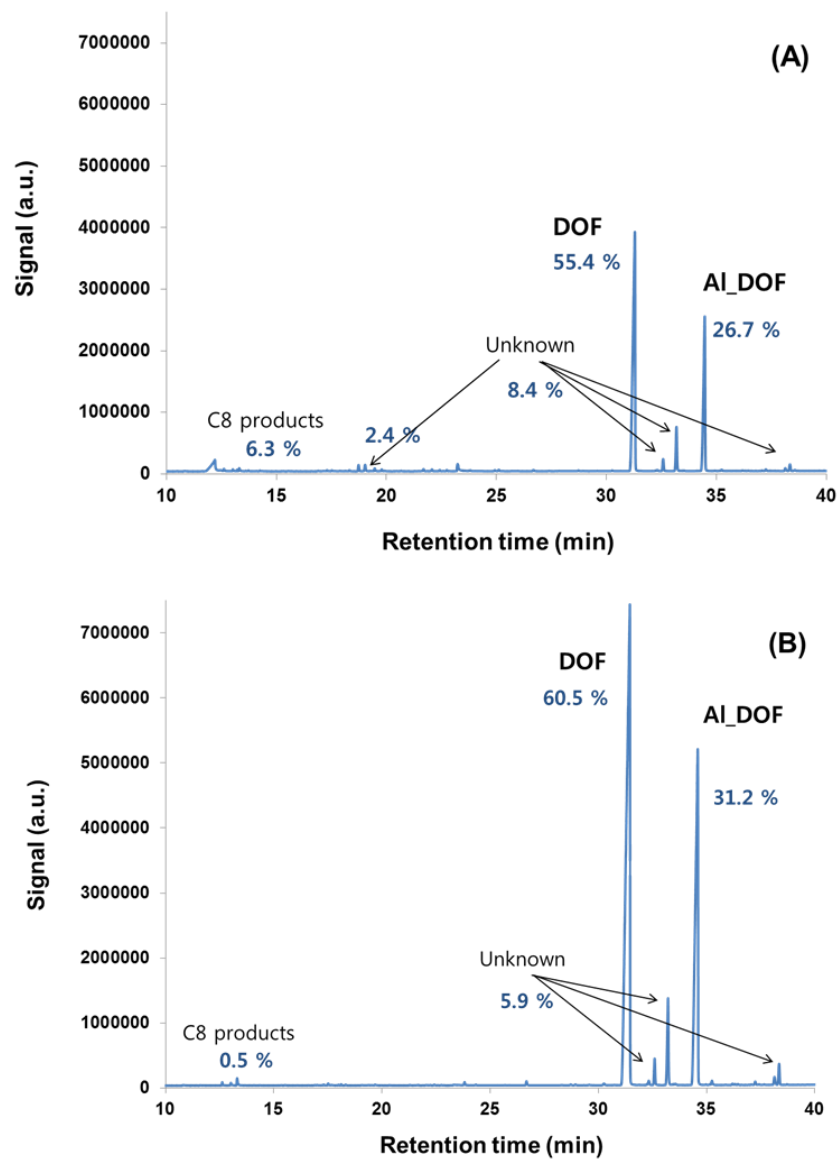 (A)
Signal (a.u.)
7000000
6000000
5000000
4000000
3000000
2000000
1000000
0
DOF
55.4 %
Al_DOF
26.7 %
Unknown
8.4 %
C8 products
6.3 %
2.4 %
10 15 20 25 30 35 40
Retention time (min)
(B)
Signal (a.u.)
7000000
6000000
5000000
4000000
3000000
2000000
1000000
0
DOF
60.5 %
Al_DOF
31.2 %
Unknown
5.9 %
C8 products
0.5 %
10 15 20 25 30 35 40
Retention time (min)